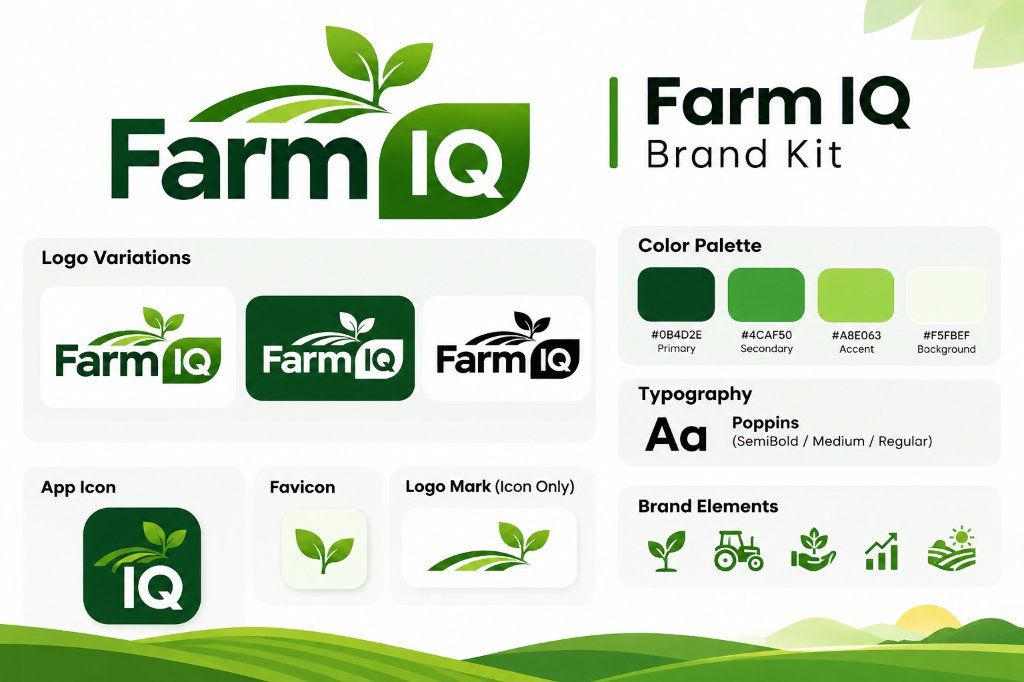 Farm IQ
Farm IQ
Brand Kit
Logo Variations
Farm IQ
Farm IQ
Farm IQ
Color Palette
#0B4D2E
Primary
#4CAF50
Secondary
#A8E063
Accent
#F5FBEF
Background
Typography
Aa
Poppins
(SemiBold / Medium / Regular)
App Icon
IQ
Favicon
Logo Mark (Icon Only)
Brand Elements